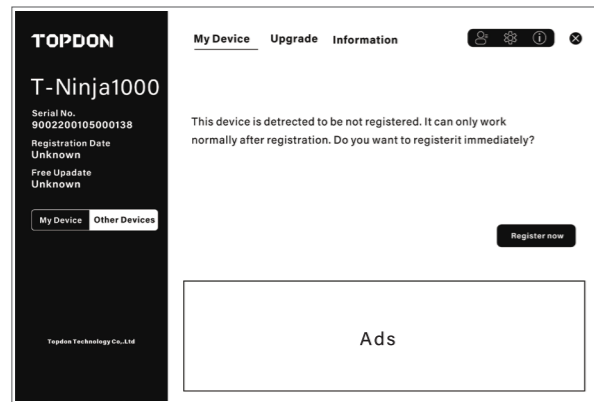 TOPDON
My Device Upgrade Information
T-Ninja1000
Serial No.
9002200105000138
Registration Date
Unknown
Free Upadate
Unknown
My Device Other Devices
This device is detrected to be not registered. It can only work
normally after registration. Do you want to registerit immediately?
Register now
Ads
Topdon Technology Co,.Ltd